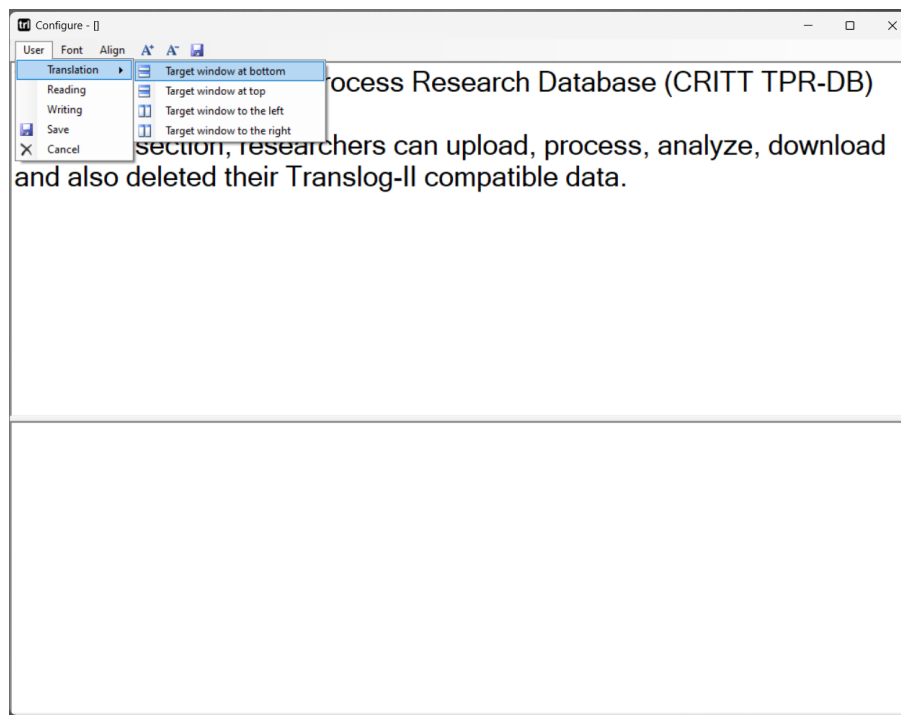 trl Configure - []
User Font Align A+ A-
Translation
Reading
Writing
Save
Cancel
Target window at bottom
Target window at top
Target window to the left
Target window to the right
ocess Research Database (CRITT TPR-DB)
section, researchers can upload, process, analyze, download
and also deleted their Translog-II compatible data.